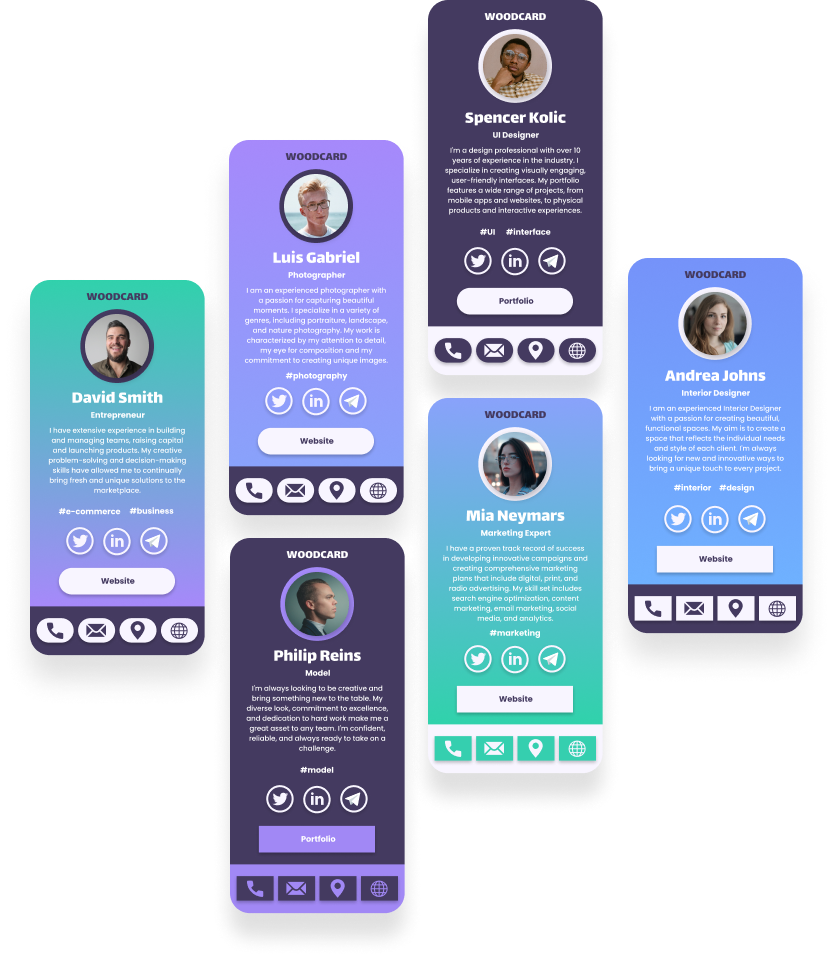 WOODCARD
David Smith
Entrepreneur
I have extensive experience in building
and managing teams, raising capital
and launching products. My creative
problem-solving and decision-making
skills have allowed me to continually
bring fresh and unique solutions to the
marketplace.
#e-commerce #business
Website
WOODCARD
Luis Gabriel
Photographer
I am an experienced photographer with
a passion for capturing beautiful
moments. I specialize in a variety of
genres, including portraiture, landscape,
and nature photography. My work is
characterized by my attention to detail,
my eye for composition and my
commitment to creating unique images.
#photography
Website
WOODCARD
Philip Reins
Model
I'm always looking to be creative and
bring something new to the table. My
diverse look, commitment to excellence,
and dedication to hard work make me a
great asset to any team. I'm confident,
reliable, and always ready to take on a
challenge.
#model
Portfolio
WOODCARD
Spencer Kolic
UI Designer
I'm a design professional with over 10
years of experience in the industry. I
specialize in creating visually engaging,
user-friendly interfaces. My portfolio
features a wide range of projects, from
mobile apps and websites, to physical
products and interactive experiences.
#UI #interface
Portfolio
WOODCARD
Mia Neymars
Marketing Expert
I have a proven track record of success
in developing innovative campaigns and
creating comprehensive marketing
plans that include digital, print, and
radio advertising. My skill set includes
search engine optimization, content
marketing, email marketing, social
media, and analytics.
#marketing
Website
WOODCARD
Andrea Johns
Interior Designer
I am an experienced Interior Designer
with a passion for creating beautiful,
functional spaces. My aim is to create a
space that reflects the individual needs
and style of each client. I'm always
looking for new and innovative ways to
bring a unique touch to every project.
#interior #design
Website